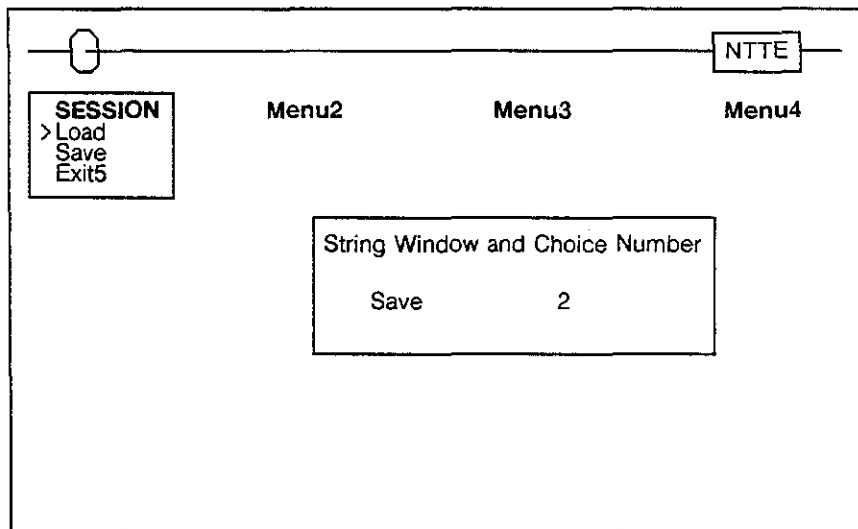 NTTE
SESSION Menu2 Menu3 Menu4
>Load
Save
Exit5
String Window and Choice Number
Save 2